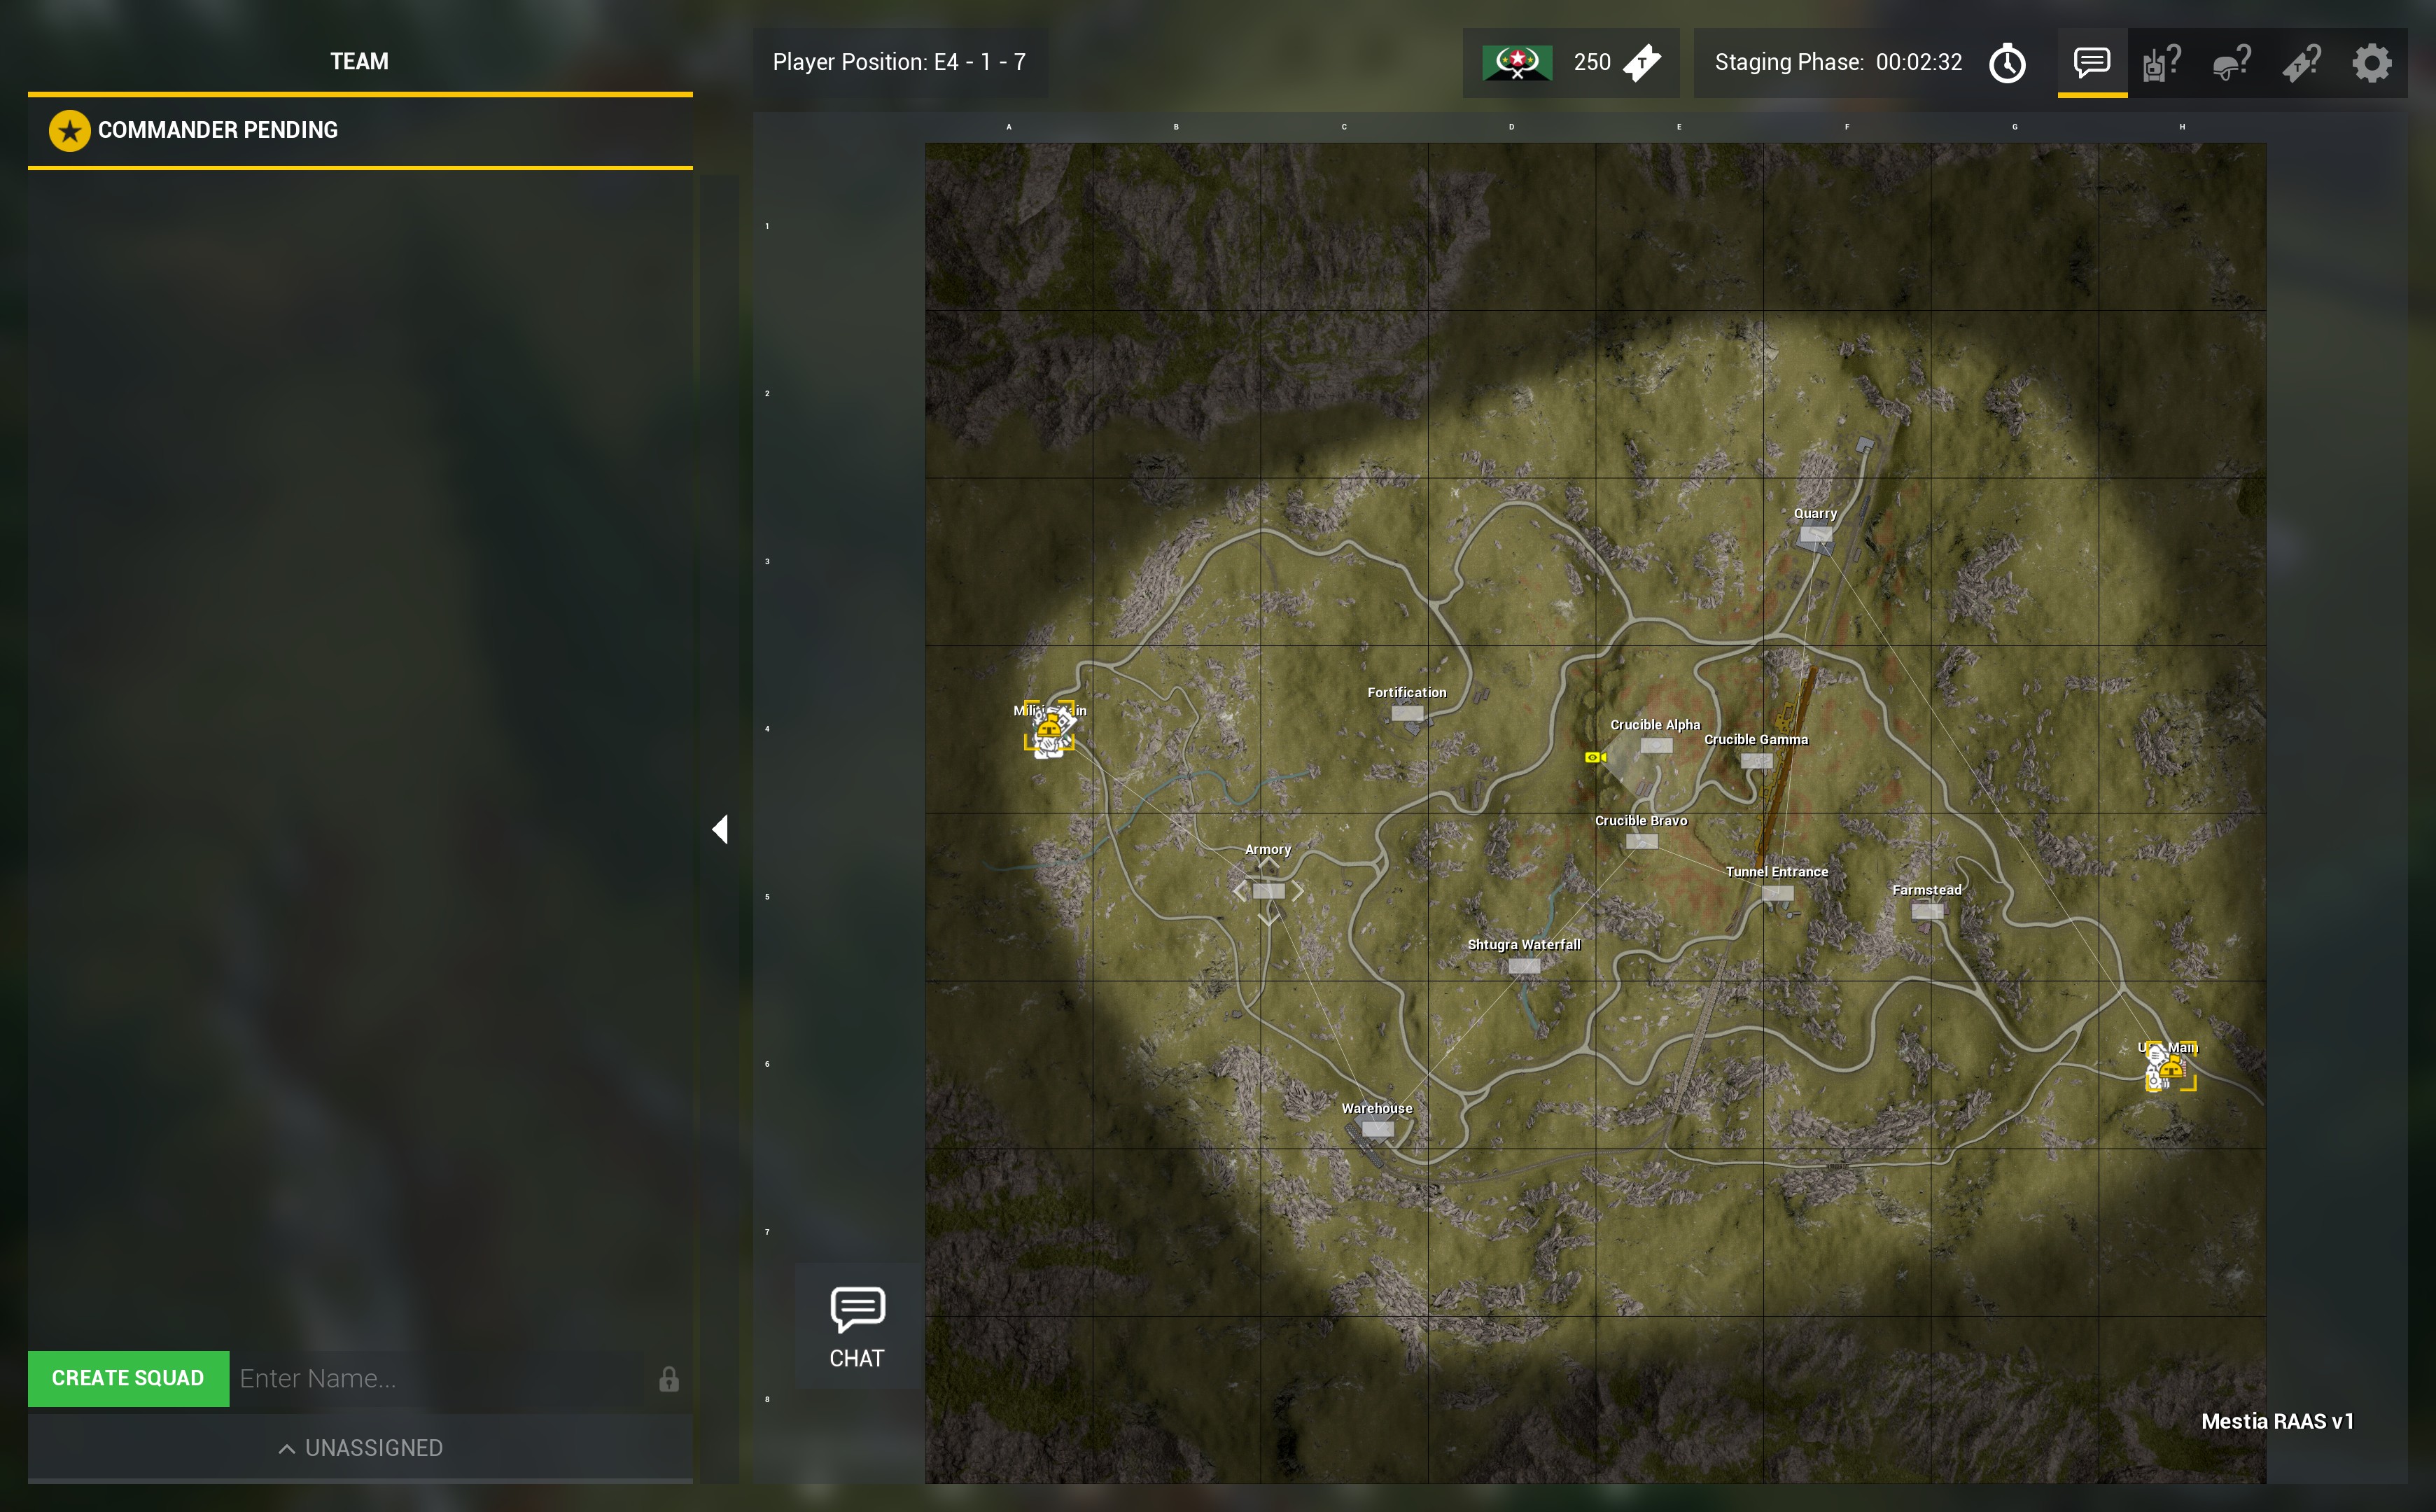 TEAM
Player Position: E4 - 1 - 7
250
T
Staging Phase: 00:02:32
? ? T?
COMMANDER PENDING
A B C D E F G H
1
2
3
4
5
6
7
8
Quarry
Fortification
Crucible Alpha
Crucible Gamma
Crucible Bravo
Armory
Tunnel Entrance
Farmstead
Shtugra Waterfall
Main
Warehouse
CHAT
CREATE SQUAD Enter Name...
UNASSIGNED
Mestia RAAS v1